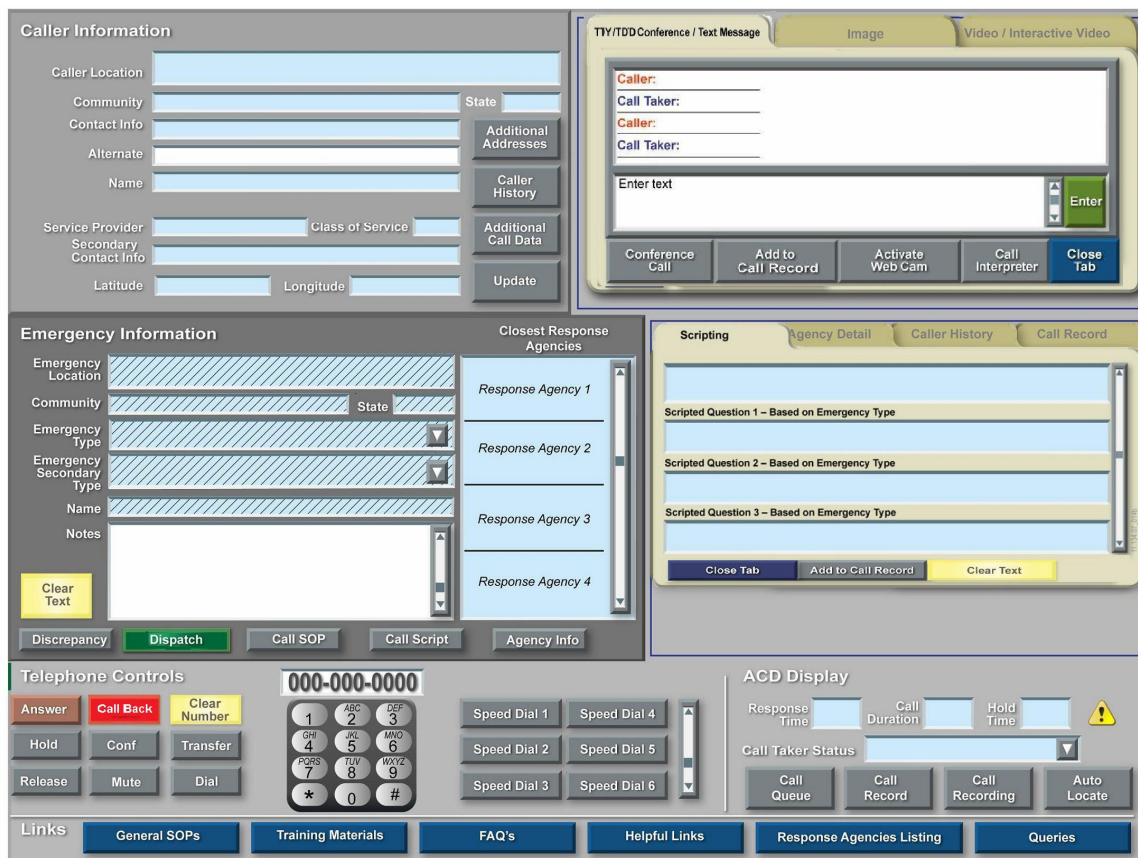 Caller Information
Caller Location
Community
State
Contact Info
Additional
Addresses
Alternate
Name
Caller
History
Service Provider
Class of Service
Additional
Call Data
Secondary
Contact Info
Latitude
Longitude
Update
TTY/TDD Conference / Text Message
Image
Video / Interactive Video
Caller:
Call Taker:
Caller:
Call Taker:
Enter text
Enter
Conference
Call
Add to
Call Record
Activate
Web Cam
Call
Interpreter
Close
Tab
Emergency Information
Closest Response
Agencies
Emergency
Location
Community
State
Emergency
Type
Emergency
Secondary
Type
Name
Notes
Clear
Text
Response Agency 1
Response Agency 2
Response Agency 3
Response Agency 4
Discrepancy
Dispatch
Call SOP
Call Script
Agency Info
Scripting
Agency Detail
Caller History
Call Record
Scripted Question 1 – Based on Emergency Type
Scripted Question 2 – Based on Emergency Type
Scripted Question 3 – Based on Emergency Type
Close Tab
Add to Call Record
Clear Text
Telephone Controls
Answer
Call Back
Clear
Number
Hold
Conf
Transfer
Release
Mute
Dial
000-000-0000
1
ABC
2
DEF
3
GHI
4
JKL
5
MNO
6
PQRS
7
TUV
8
WXYZ
9
*
0
#
Speed Dial 1
Speed Dial 4
Speed Dial 2
Speed Dial 5
Speed Dial 3
Speed Dial 6
ACD Display
Response
Time
Call
Duration
Hold
Time
!
Call Taker Status
Call
Queue
Call
Record
Call
Recording
Auto
Locate
Links
General SOPs
Training Materials
FAQ's
Helpful Links
Response Agencies Listing
Queries